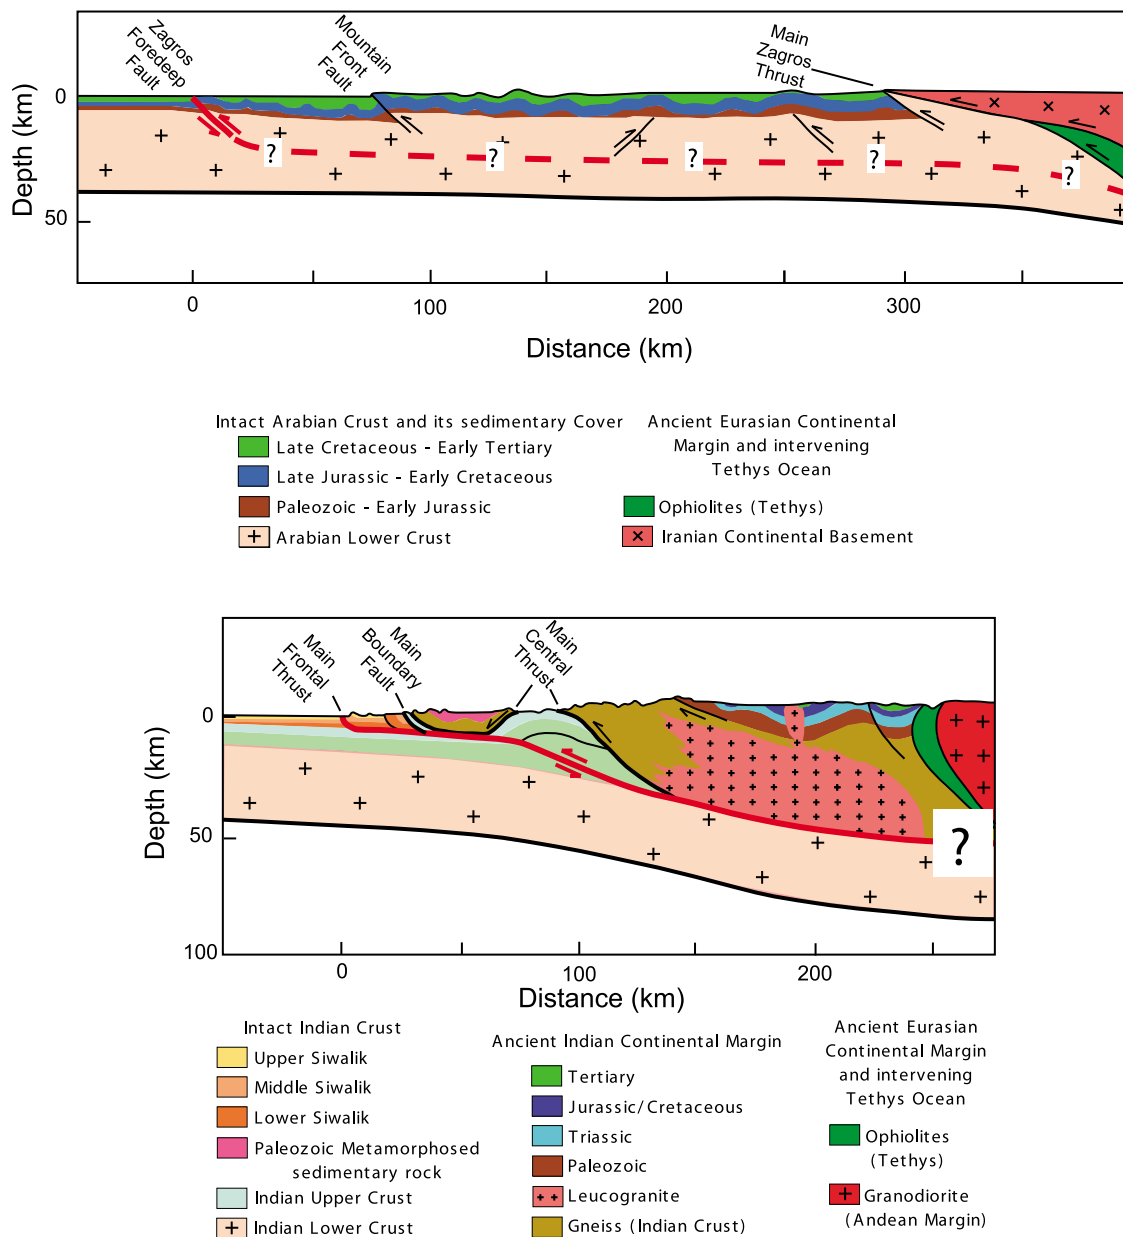 Zagros
Foredeep
Fault
Mountain
Front
Fault
Main
Zagros
Thrust
Depth (km)
0
50
?
?
?
?
?
0
100
200
300
Distance (km)
Intact Arabian Crust and its sedimentary Cover
Late Cretaceous - Early Tertiary
Late Jurassic - Early Cretaceous
Paleozoic - Early Jurassic
Arabian Lower Crust
Ancient Eurasian Continental
Margin and intervening
Tethys Ocean
Ophiolites (Tethys)
Iranian Continental Basement
Main
Frontal
Thrust
Main
Boundary
Fault
Main
Central
Thrust
Depth (km)
0
50
100
?
0
100
200
Distance (km)
Intact Indian Crust
Upper Siwalik
Middle Siwalik
Lower Siwalik
Paleozoic Metamorphosed
sedimentary rock
Indian Upper Crust
Indian Lower Crust
Ancient Indian Continental Margin
Tertiary
Jurassic/Cretaceous
Triassic
Paleozoic
Leucogranite
Gneiss (Indian Crust)
Ancient Eurasian
Continental Margin
and intervening
Tethys Ocean
Ophiolites
(Tethys)
Granodiorite
(Andean Margin)